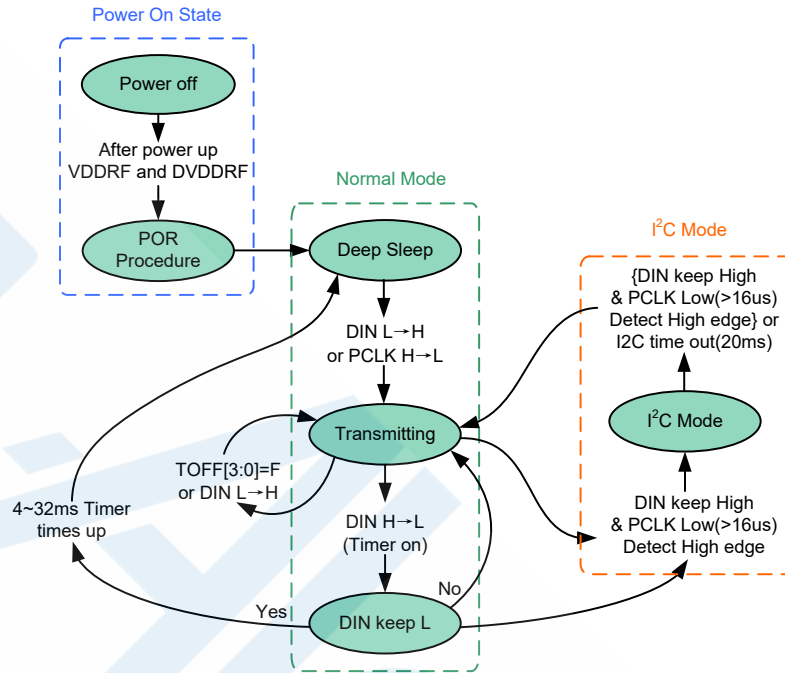 Power On State
Power off
After power up
VDDRF and DVDDRF
POR
Procedure
Normal Mode
Deep Sleep
DIN L→H
or PCLK H→L
Transmitting
TOFF[3:0]=F
or DIN L→H
DIN H→L
(Timer on)
DIN keep L
Yes
No
4~32ms Timer
times up
I²C Mode
{DIN keep High
& PCLK Low(>16us)
Detect High edge} or
I2C time out(20ms)
I²C Mode
DIN keep High
& PCLK Low(>16us)
Detect High edge